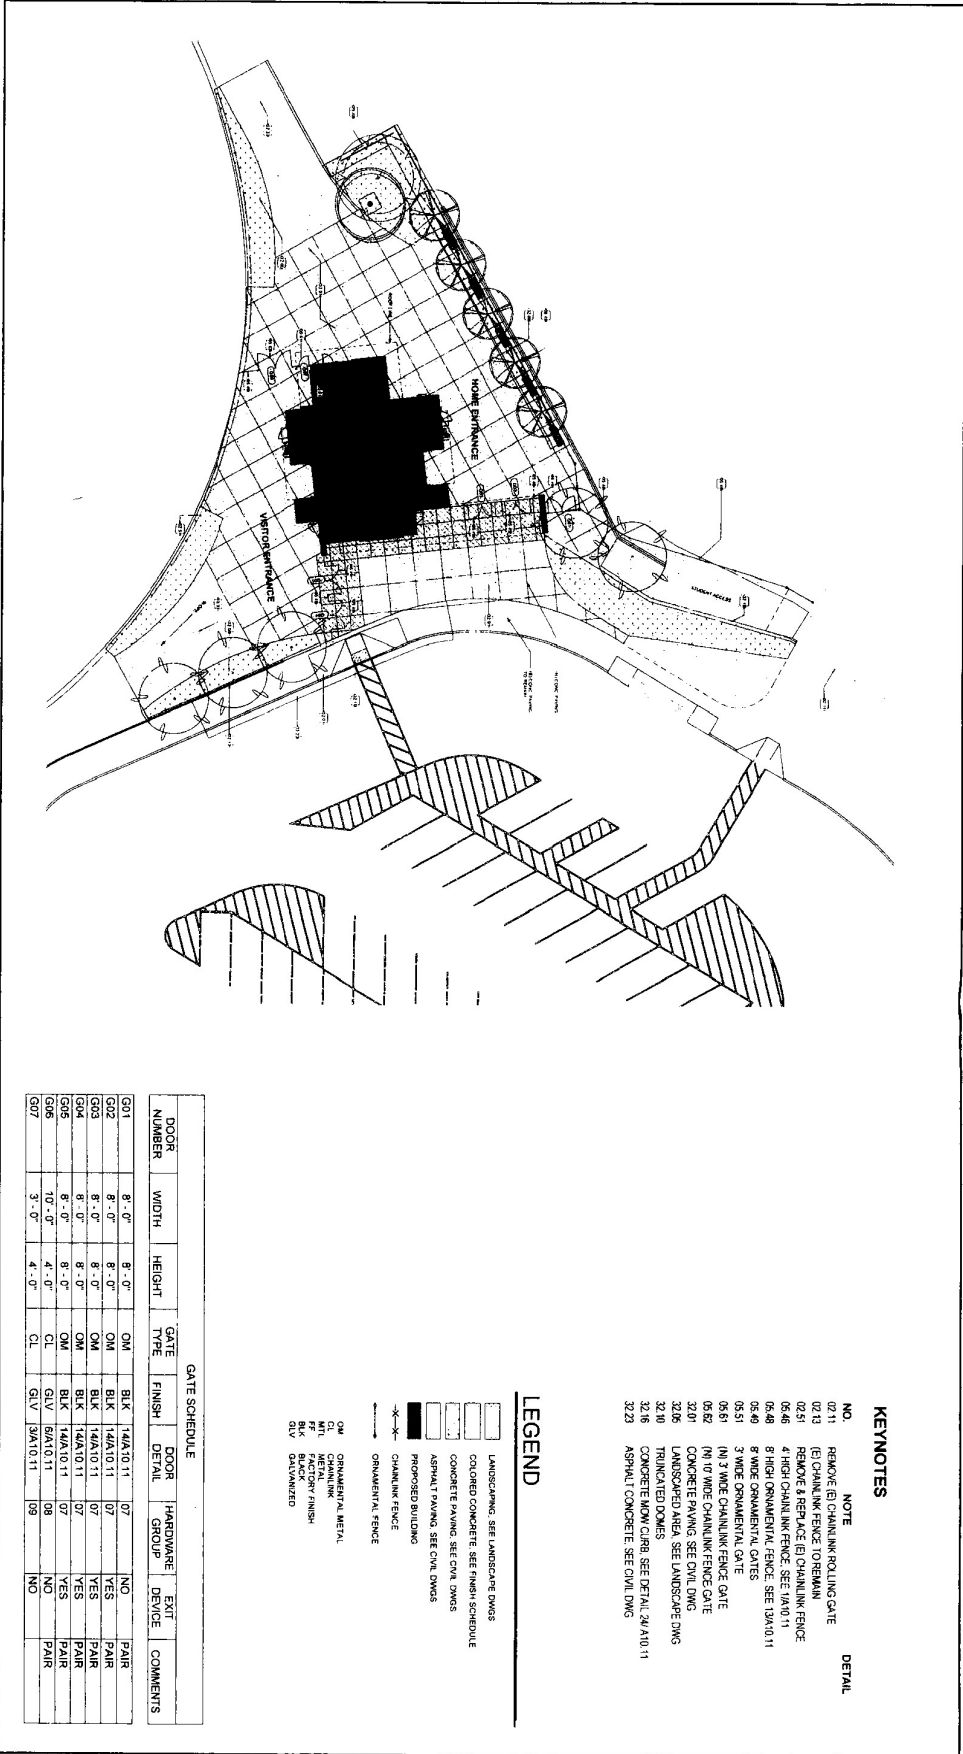 HOME ENTRANCE
VISITOR ENTRANCE
STUDENT ACCESS
KEYNOTES
NO. NOTE DETAIL
02.11 REMOVE (E) CHAINLINK ROLLING GATE
02.13 (E) CHAINLINK FENCE TO REMAIN
02.51 REMOVE & REPLACE (E) CHAINLINK FENCE
05.46 4' HIGH CHAINLINK FENCE, SEE 1/A10.11
05.48 8' HIGH ORNAMENTAL FENCE, SEE 13/A10.11
05.49 8' WIDE ORNAMENTAL GATES
05.51 3' WIDE ORNAMENTAL GATE
05.61 (N) 3' WIDE CHAINLINK FENCE GATE
05.62 (N) 10' WIDE CHAINLINK FENCE GATE
32.01 CONCRETE PAVING, SEE CIVIL DWG
32.06 LANDSCAPED AREA, SEE LANDSCAPE DWG
32.10 TRUNCATED DOMES
32.16 CONCRETE MOW CURB, SEE DETAIL 24/ A10.11
32.23 ASPHALT CONCRETE, SEE CIVIL DWG
LEGEND
LANDSCAPING, SEE LANDSCAPE DWGS
COLORED CONCRETE, SEE FINISH SCHEDULE
CONCRETE PAVING, SEE CIVIL DWGS
ASPHALT PAVING, SEE CIVIL DWGS
PROPOSED BUILDING
CHAINLINK FENCE
ORNAMENTAL FENCE
OM ORNAMENTAL METAL
CL CHAINLINK
MTL METAL
FF FACTORY FINISH
BLK BLACK
GLV GALVANIZED
GATE SCHEDULE
DOOR NUMBER WIDTH HEIGHT GATE TYPE FINISH DOOR DETAIL HARDWARE GROUP EXIT DEVICE COMMENTS
G01 8' - 0" 8' - 0" OM BLK 14/A10.11 07 NO PAIR
G02 8' - 0" 8' - 0" OM BLK 14/A10.11 07 YES PAIR
G03 8' - 0" 8' - 0" OM BLK 14/A10.11 07 YES PAIR
G04 8' - 0" 8' - 0" OM BLK 14/A10.11 07 YES PAIR
G05 8' - 0" 8' - 0" OM BLK 14/A10.11 07 YES PAIR
G06 10' - 0" 4' - 0" CL GLV 6/A10.11 08 NO PAIR
G07 3' - 0" 4' - 0" CL GLV 3/A10.11 09 NO